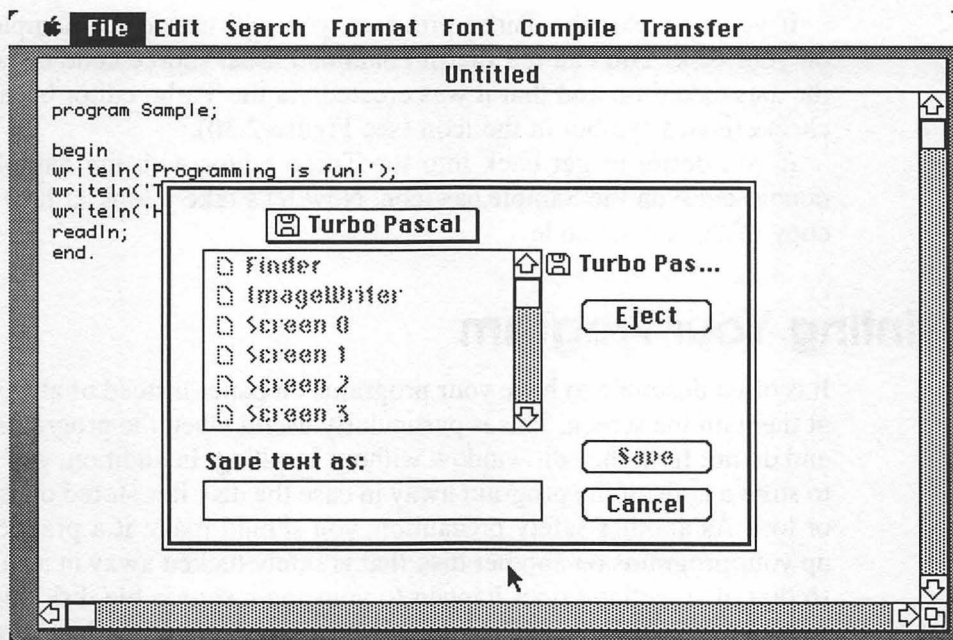 File Edit Search Format Font Compile Transfer
Untitled
program Sample;
begin
writeln('Programming is fun!');
writeln('T
writeln('H
readln;
end.
Turbo Pascal
Finder
ImageWriter
Screen 0
Screen 1
Screen 2
Screen 3
Turbo Pas...
Eject
Save text as:
Save
Cancel